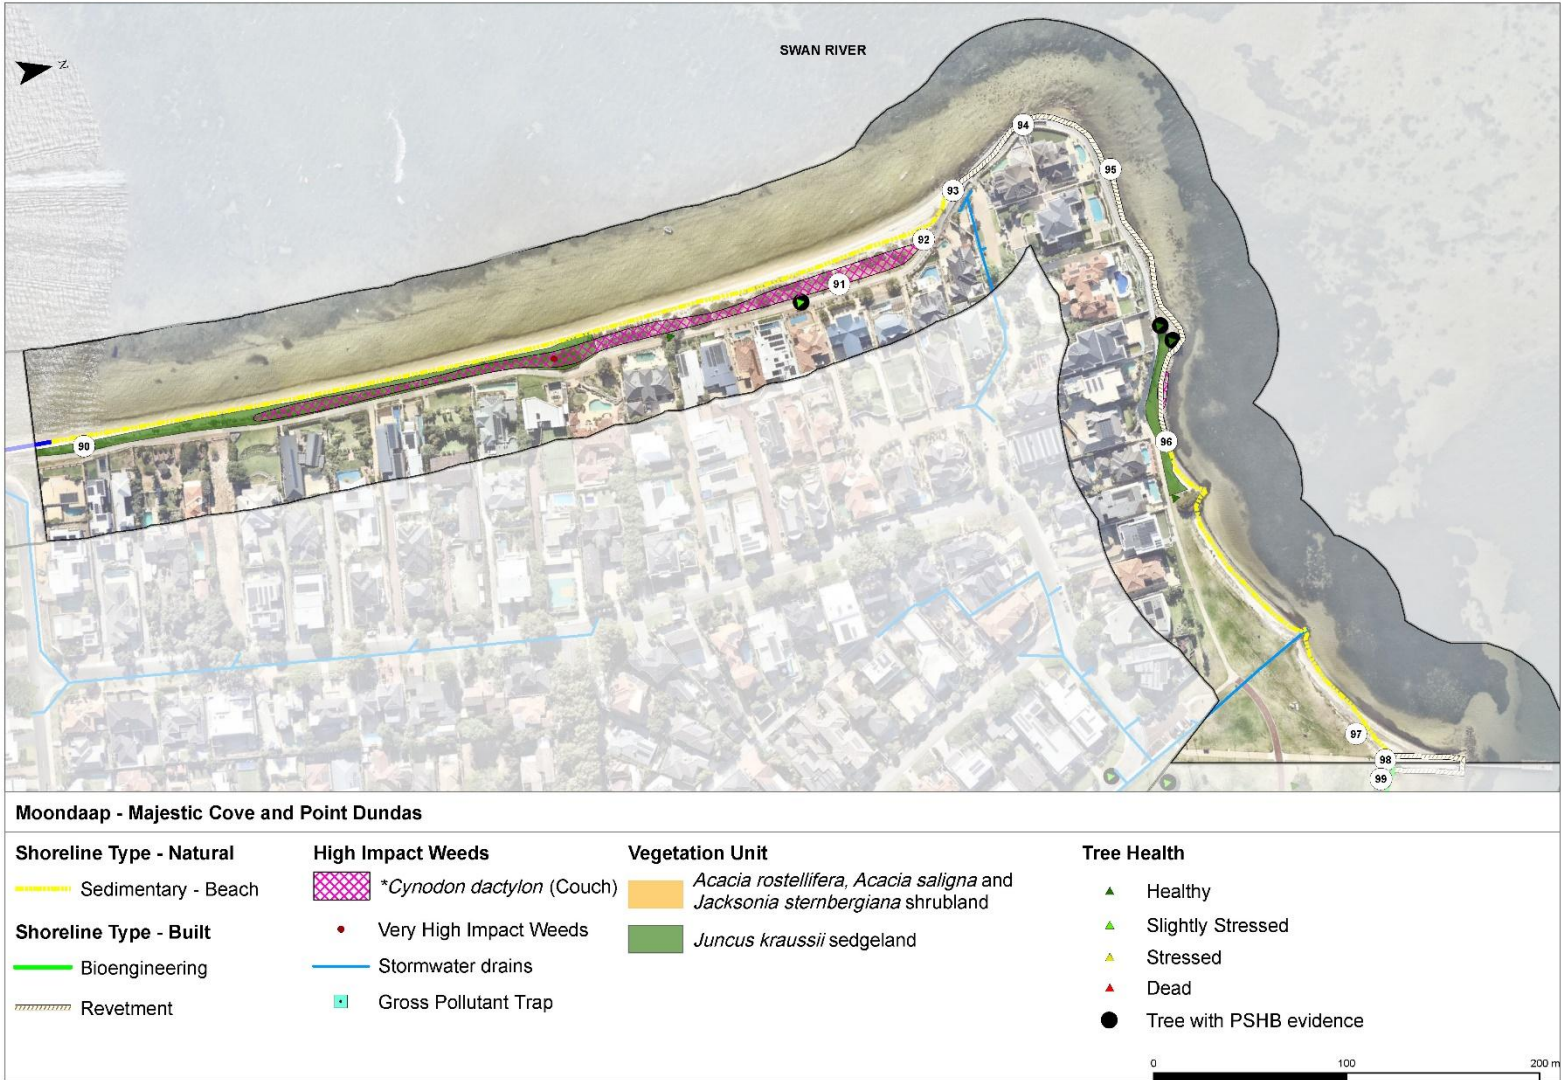 SWAN RIVER
N
94
95
93
92
91
90
96
97
98
99
Moondaap - Majestic Cove and Point Dundas
Shoreline Type - Natural
Sedimentary - Beach
Shoreline Type - Built
Bioengineering
Revetment
High Impact Weeds
*Cynodon dactylon (Couch)
Very High Impact Weeds
Stormwater drains
Gross Pollutant Trap
Vegetation Unit
Acacia rostellifera, Acacia saligna and
Jacksonia sternbergiana shrubland
Juncus kraussii sedgeland
Tree Health
Healthy
Slightly Stressed
Stressed
Dead
Tree with PSHB evidence
0 100 200 m